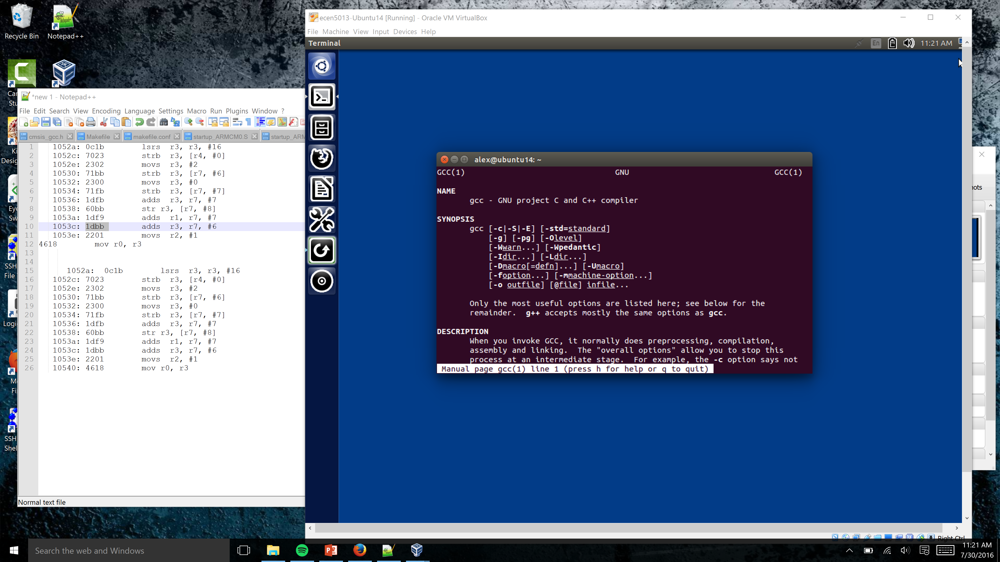 Recycle Bin
Notepad++
Car
Stu
Ki
Desig
Eye
Sw
SSH
File
Logi
Mo
Fi
SSH
Shel
*new 1 - Notepad++
File Edit Search View Encoding Language Settings Macro Run Plugins Window ?
cmsis_gcc.h Makefile makefile.conf startup_ARMCM0.S startup_ARM
1 1052a: 0c1b lsrs r3, r3, #16
2 1052c: 7023 strb r3, [r4, #0]
3 1052e: 2302 movs r3, #2
4 10530: 71bb strb r3, [r7, #6]
5 10532: 2300 movs r3, #0
6 10534: 71fb strb r3, [r7, #7]
7 10536: 1dfb adds r3, r7, #7
8 10538: 60bb str r3, [r7, #8]
9 1053a: 1df9 adds r1, r7, #7
10 1053c: 1dbb adds r3, r7, #6
11 1053e: 2201 movs r2, #1
12 4618 mov r0, r3
13
14
15 1052a: 0c1b lsrs r3, r3, #16
16 1052c: 7023 strb r3, [r4, #0]
17 1052e: 2302 movs r3, #2
18 10530: 71bb strb r3, [r7, #6]
19 10532: 2300 movs r3, #0
20 10534: 71fb strb r3, [r7, #7]
21 10536: 1dfb adds r3, r7, #7
22 10538: 60bb str r3, [r7, #8]
23 1053a: 1df9 adds r1, r7, #7
24 1053c: 1dbb adds r3, r7, #6
25 1053e: 2201 movs r2, #1
26 10540: 4618 mov r0, r3
Normal text file
ecen5013-Ubuntu14 [Running] - Oracle VM VirtualBox
File Machine View Input Devices Help
Terminal
En 11:21 AM
alex@ubuntu14: ~
GCC(1) GNU GCC(1)
NAME
gcc - GNU project C and C++ compiler
SYNOPSIS
gcc [-c|-S|-E] [-std=standard]
[-g] [-pg] [-Olevel]
[-Wwarn...] [-Wpedantic]
[-Idir...] [-Ldir...]
[-Dmacro[=defn]...] [-Umacro]
[-foption...] [-mmachine-option...]
[-o outfile] [@file] infile...
Only the most useful options are listed here; see below for the
remainder. g++ accepts mostly the same options as gcc.
DESCRIPTION
When you invoke GCC, it normally does preprocessing, compilation,
assembly and linking. The "overall options" allow you to stop this
process at an intermediate stage. For example, the -c option says not
Manual page gcc(1) line 1 (press h for help or q to quit)
ots
Right Ctrl
Search the web and Windows
11:21 AM
7/30/2016